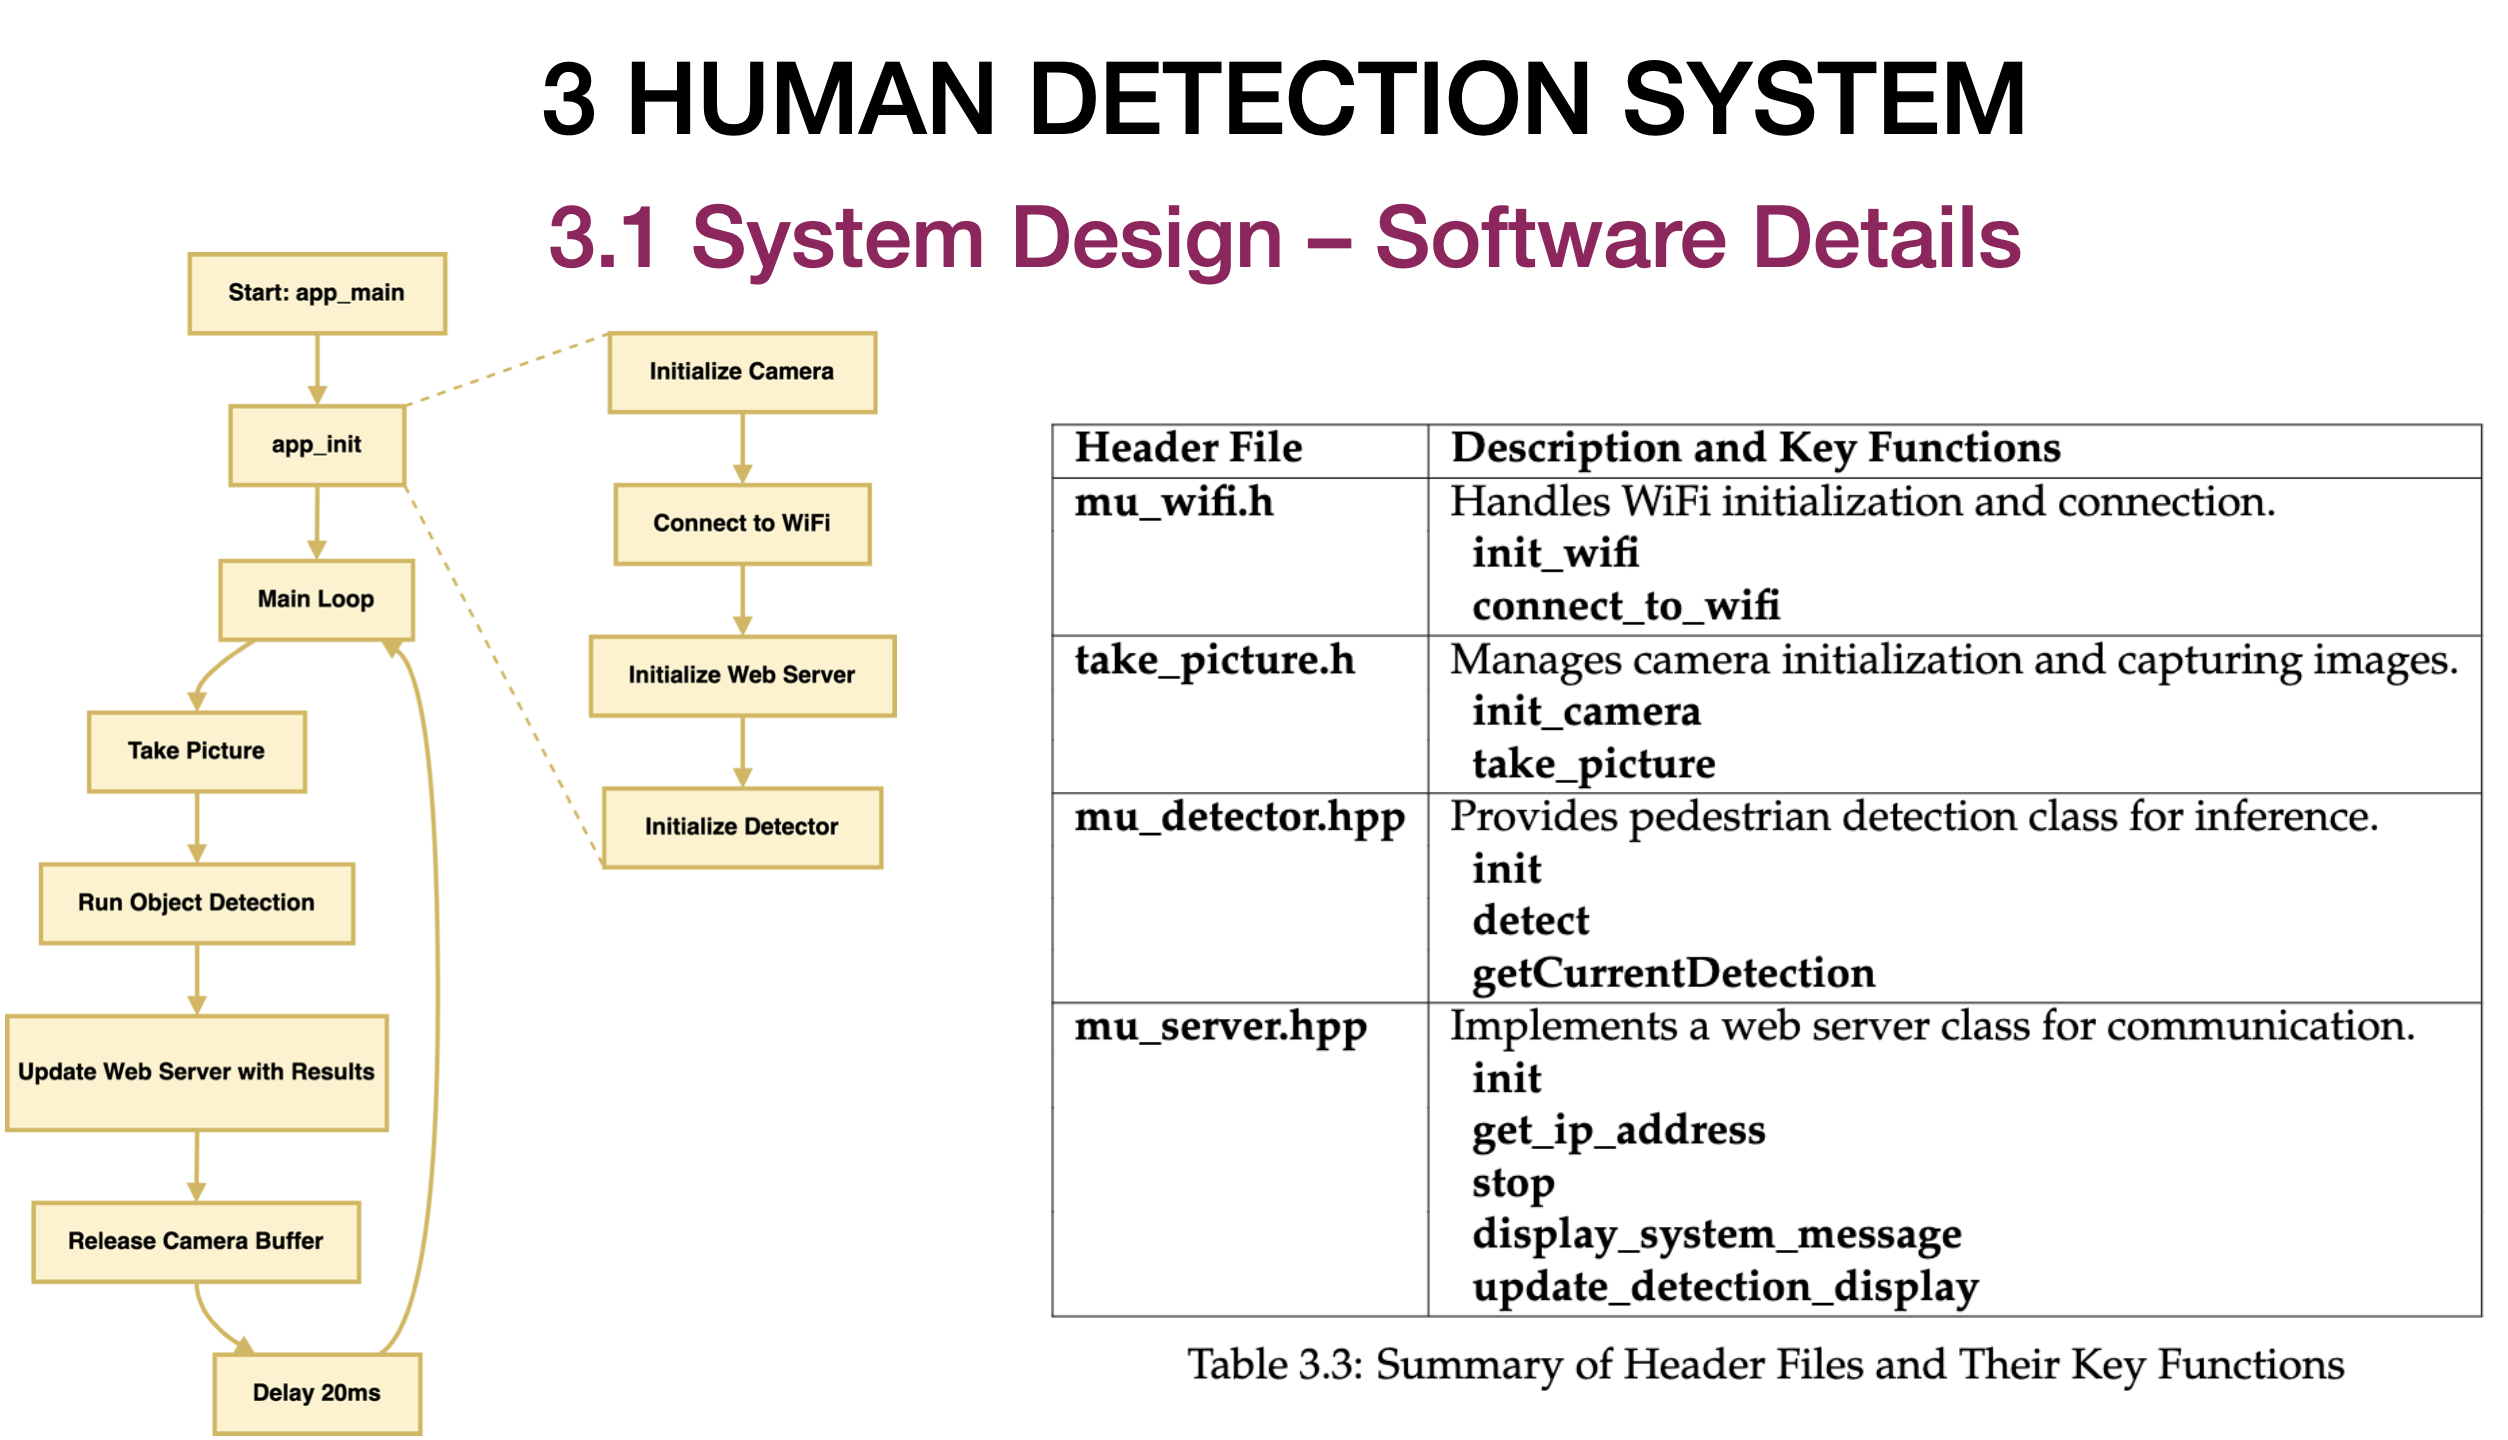 3 HUMAN DETECTION SYSTEM
3.1 System Design – Software Details
Start: app_main
app_init
Main Loop
Take Picture
Run Object Detection
Update Web Server with Results
Release Camera Buffer
Delay 20ms
Initialize Camera
Connect to WiFi
Initialize Web Server
Initialize Detector
Header File Description and Key Functions
mu_wifi.h Handles WiFi initialization and connection.
init_wifi
connect_to_wifi
take_picture.h Manages camera initialization and capturing images.
init_camera
take_picture
mu_detector.hpp Provides pedestrian detection class for inference.
init
detect
getCurrentDetection
mu_server.hpp Implements a web server class for communication.
init
get_ip_address
stop
display_system_message
update_detection_display
Table 3.3: Summary of Header Files and Their Key Functions